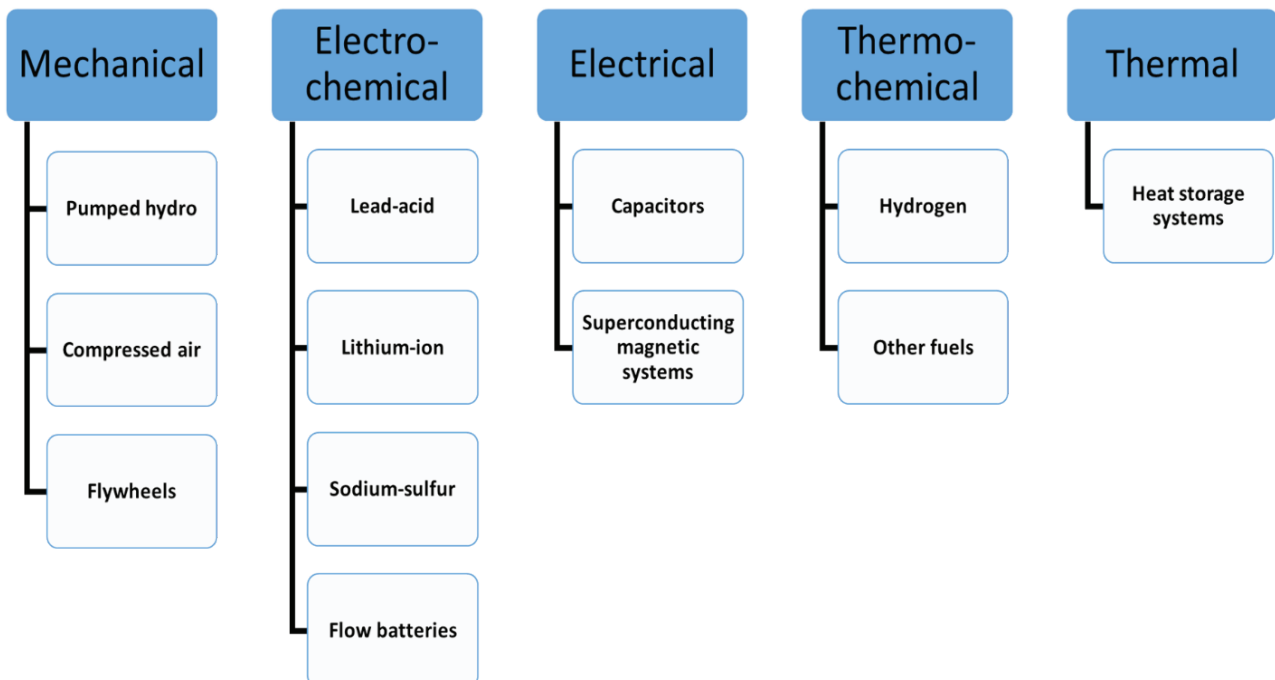 Mechanical
Pumped hydro
Compressed air
Flywheels
Electro-
chemical
Lead-acid
Lithium-ion
Sodium-sulfur
Flow batteries
Electrical
Capacitors
Superconducting
magnetic
systems
Thermo-
chemical
Hydrogen
Other fuels
Thermal
Heat storage
systems